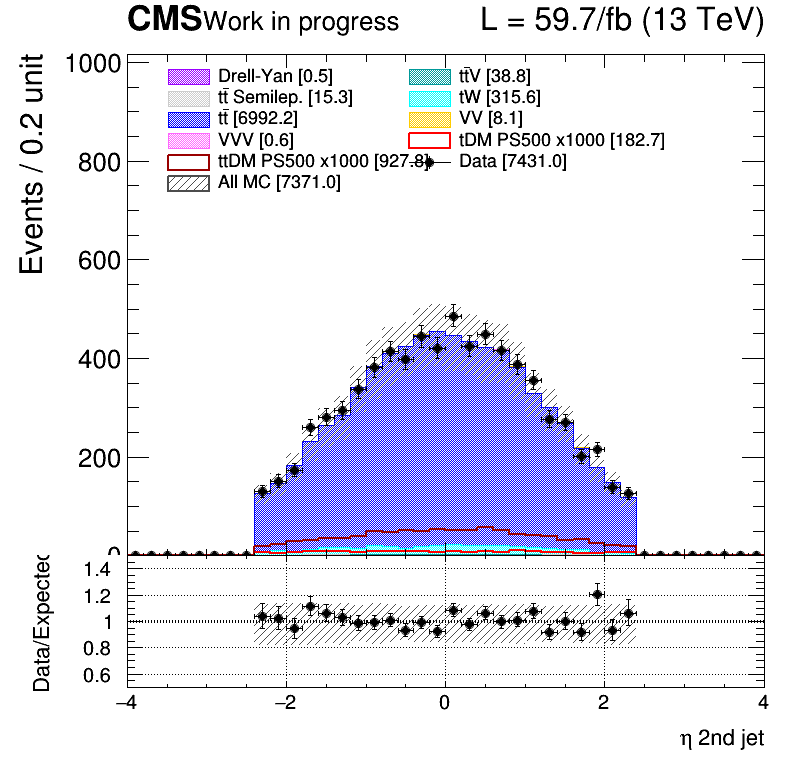 CMS Work in progress L = 59.7/fb (13 TeV)
Events / 0.2 unit
1000
800
600
400
200
0
Drell-Yan [0.5] tt̄V [38.8]
tt̄ Semilep. [15.3] tW [315.6]
tt̄ [6992.2] VV [8.1]
VVV [0.6] tDM PS500 x1000 [182.7]
ttDM PS500 x1000 [927.8] Data [7431.0]
All MC [7371.0]
Data/Expected
1.4
1.2
1
0.8
0.6
−4 −2 0 2 4
η 2nd jet